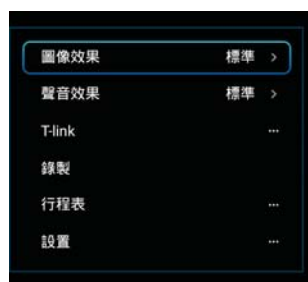 圖像效果 標準 >
聲音效果 標準 >
T-link ...
錄製
行程表 ...
設置 ...